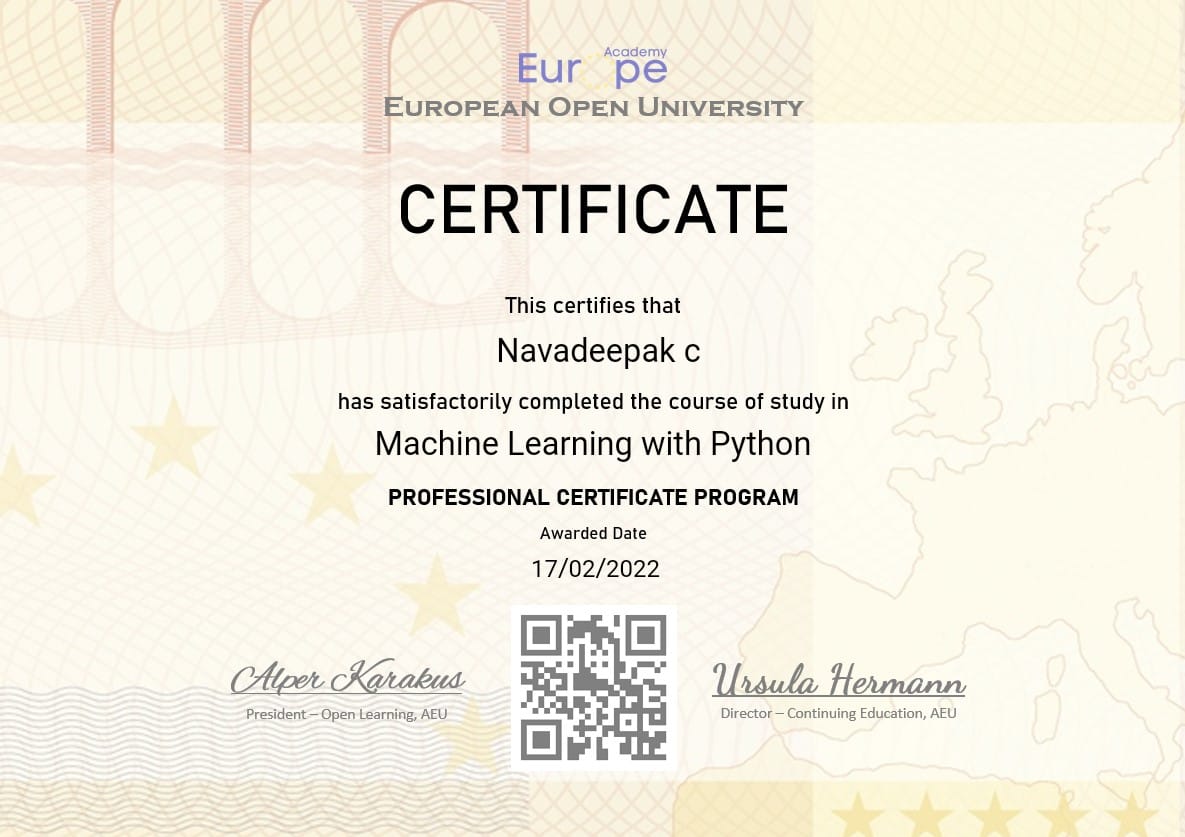 Academy
Europe
EUROPEAN OPEN UNIVERSITY
CERTIFICATE
This certifies that
Navadeepak c
has satisfactorily completed the course of study in
Machine Learning with Python
PROFESSIONAL CERTIFICATE PROGRAM
Awarded Date
17/02/2022
Alper Karakus
President – Open Learning, AEU
Ursula Hermann
Director – Continuing Education, AEU